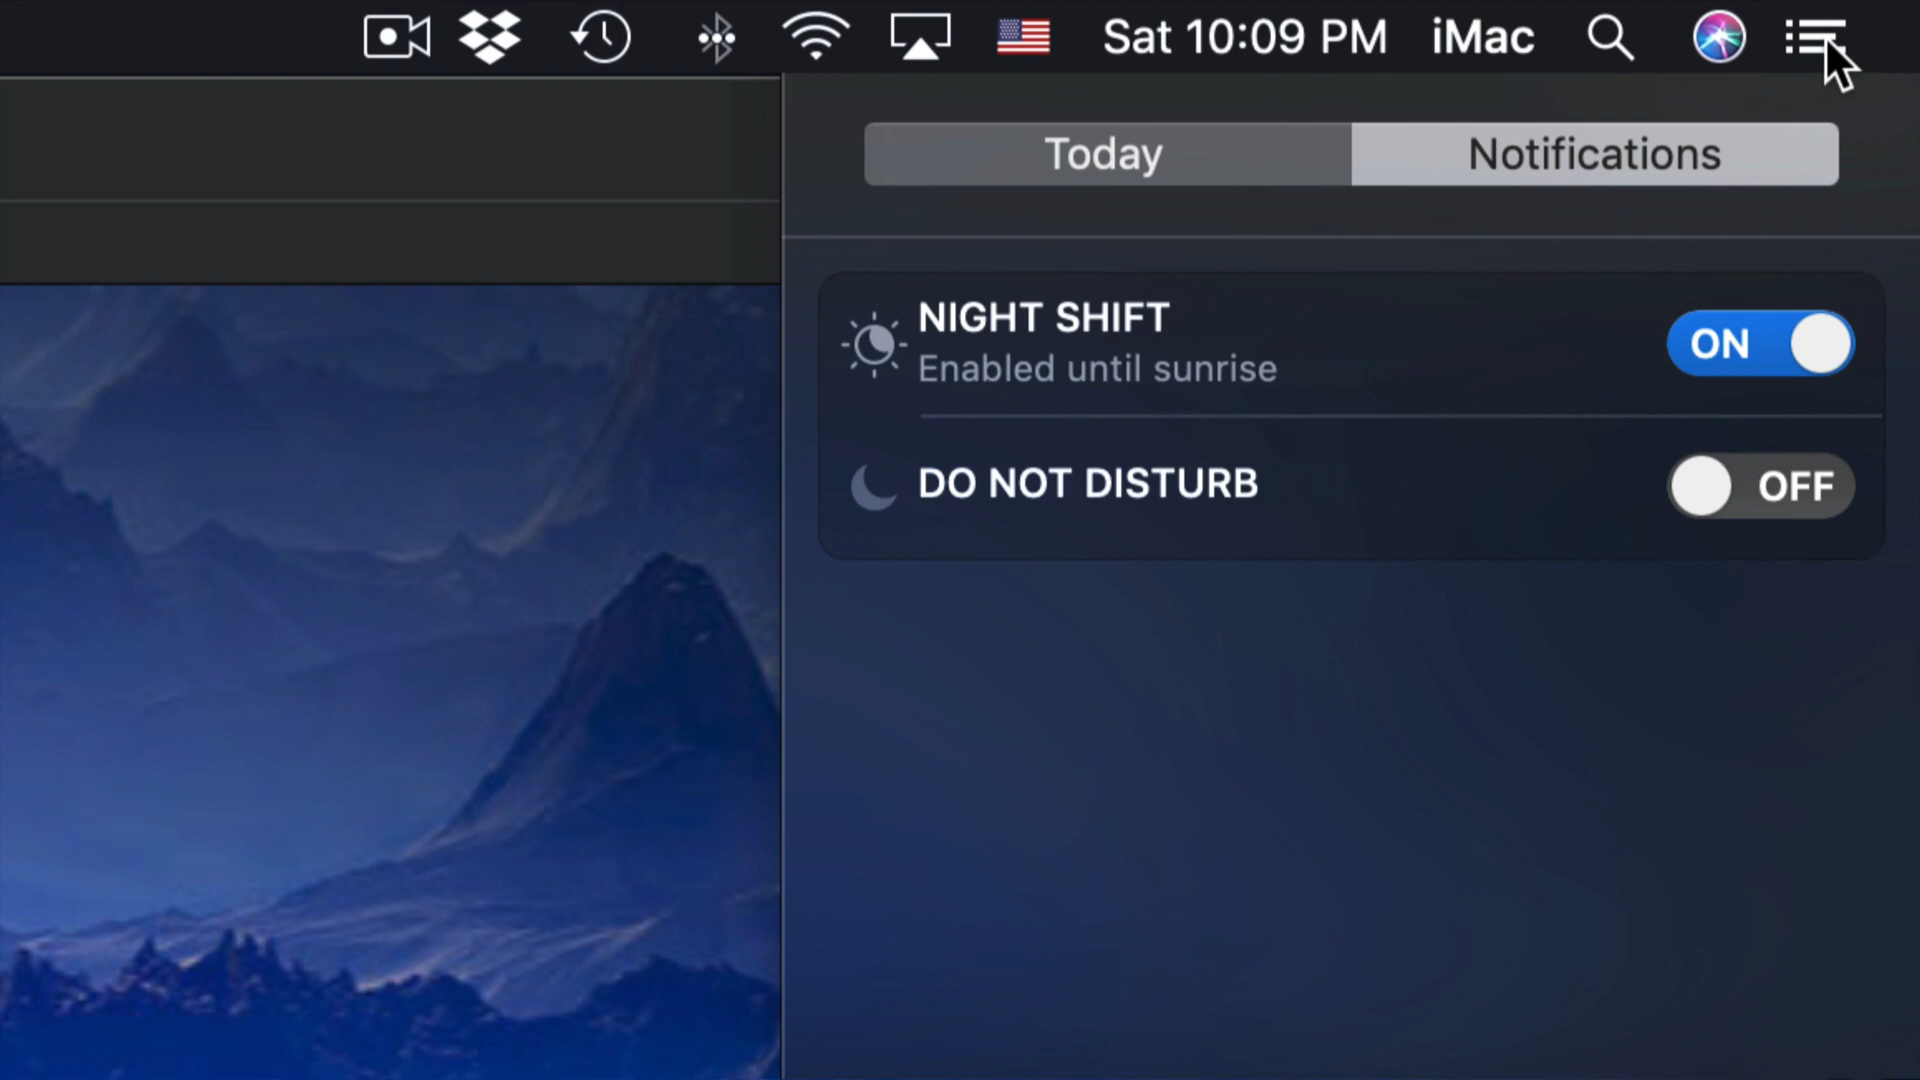 Sat 10:09 PM iMac
Today Notifications
NIGHT SHIFT
Enabled until sunrise
ON
DO NOT DISTURB
OFF